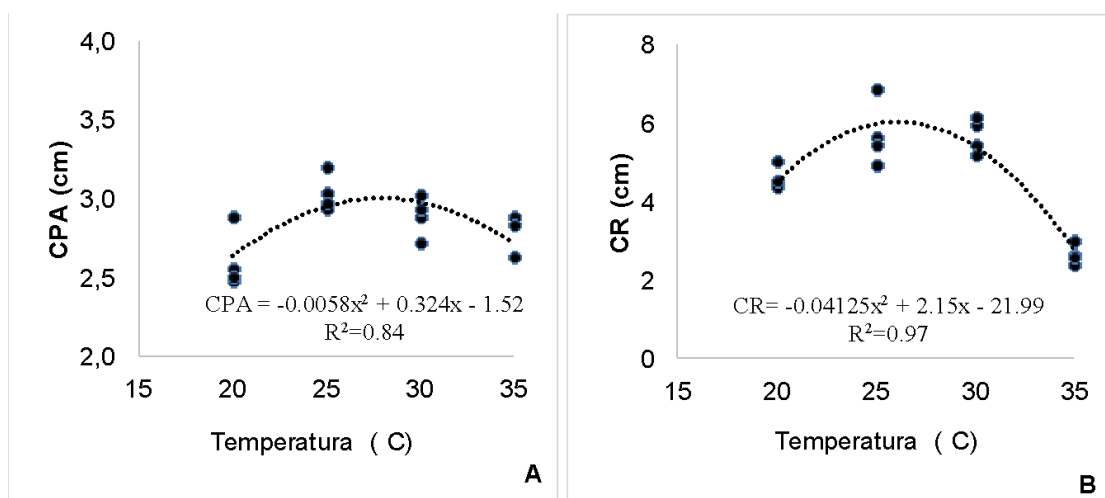 4,0
3,5
3,0
2,5
2,0
CPA (cm)
CPA = -0.0058x² + 0.324x - 1.52
R²=0.84
15 20 25 30 35
Temperatura ( C)
A
8
6
4
2
0
CR (cm)
CR= -0.04125x² + 2.15x - 21.99
R²=0.97
15 20 25 30 35
Temperatura ( C)
B